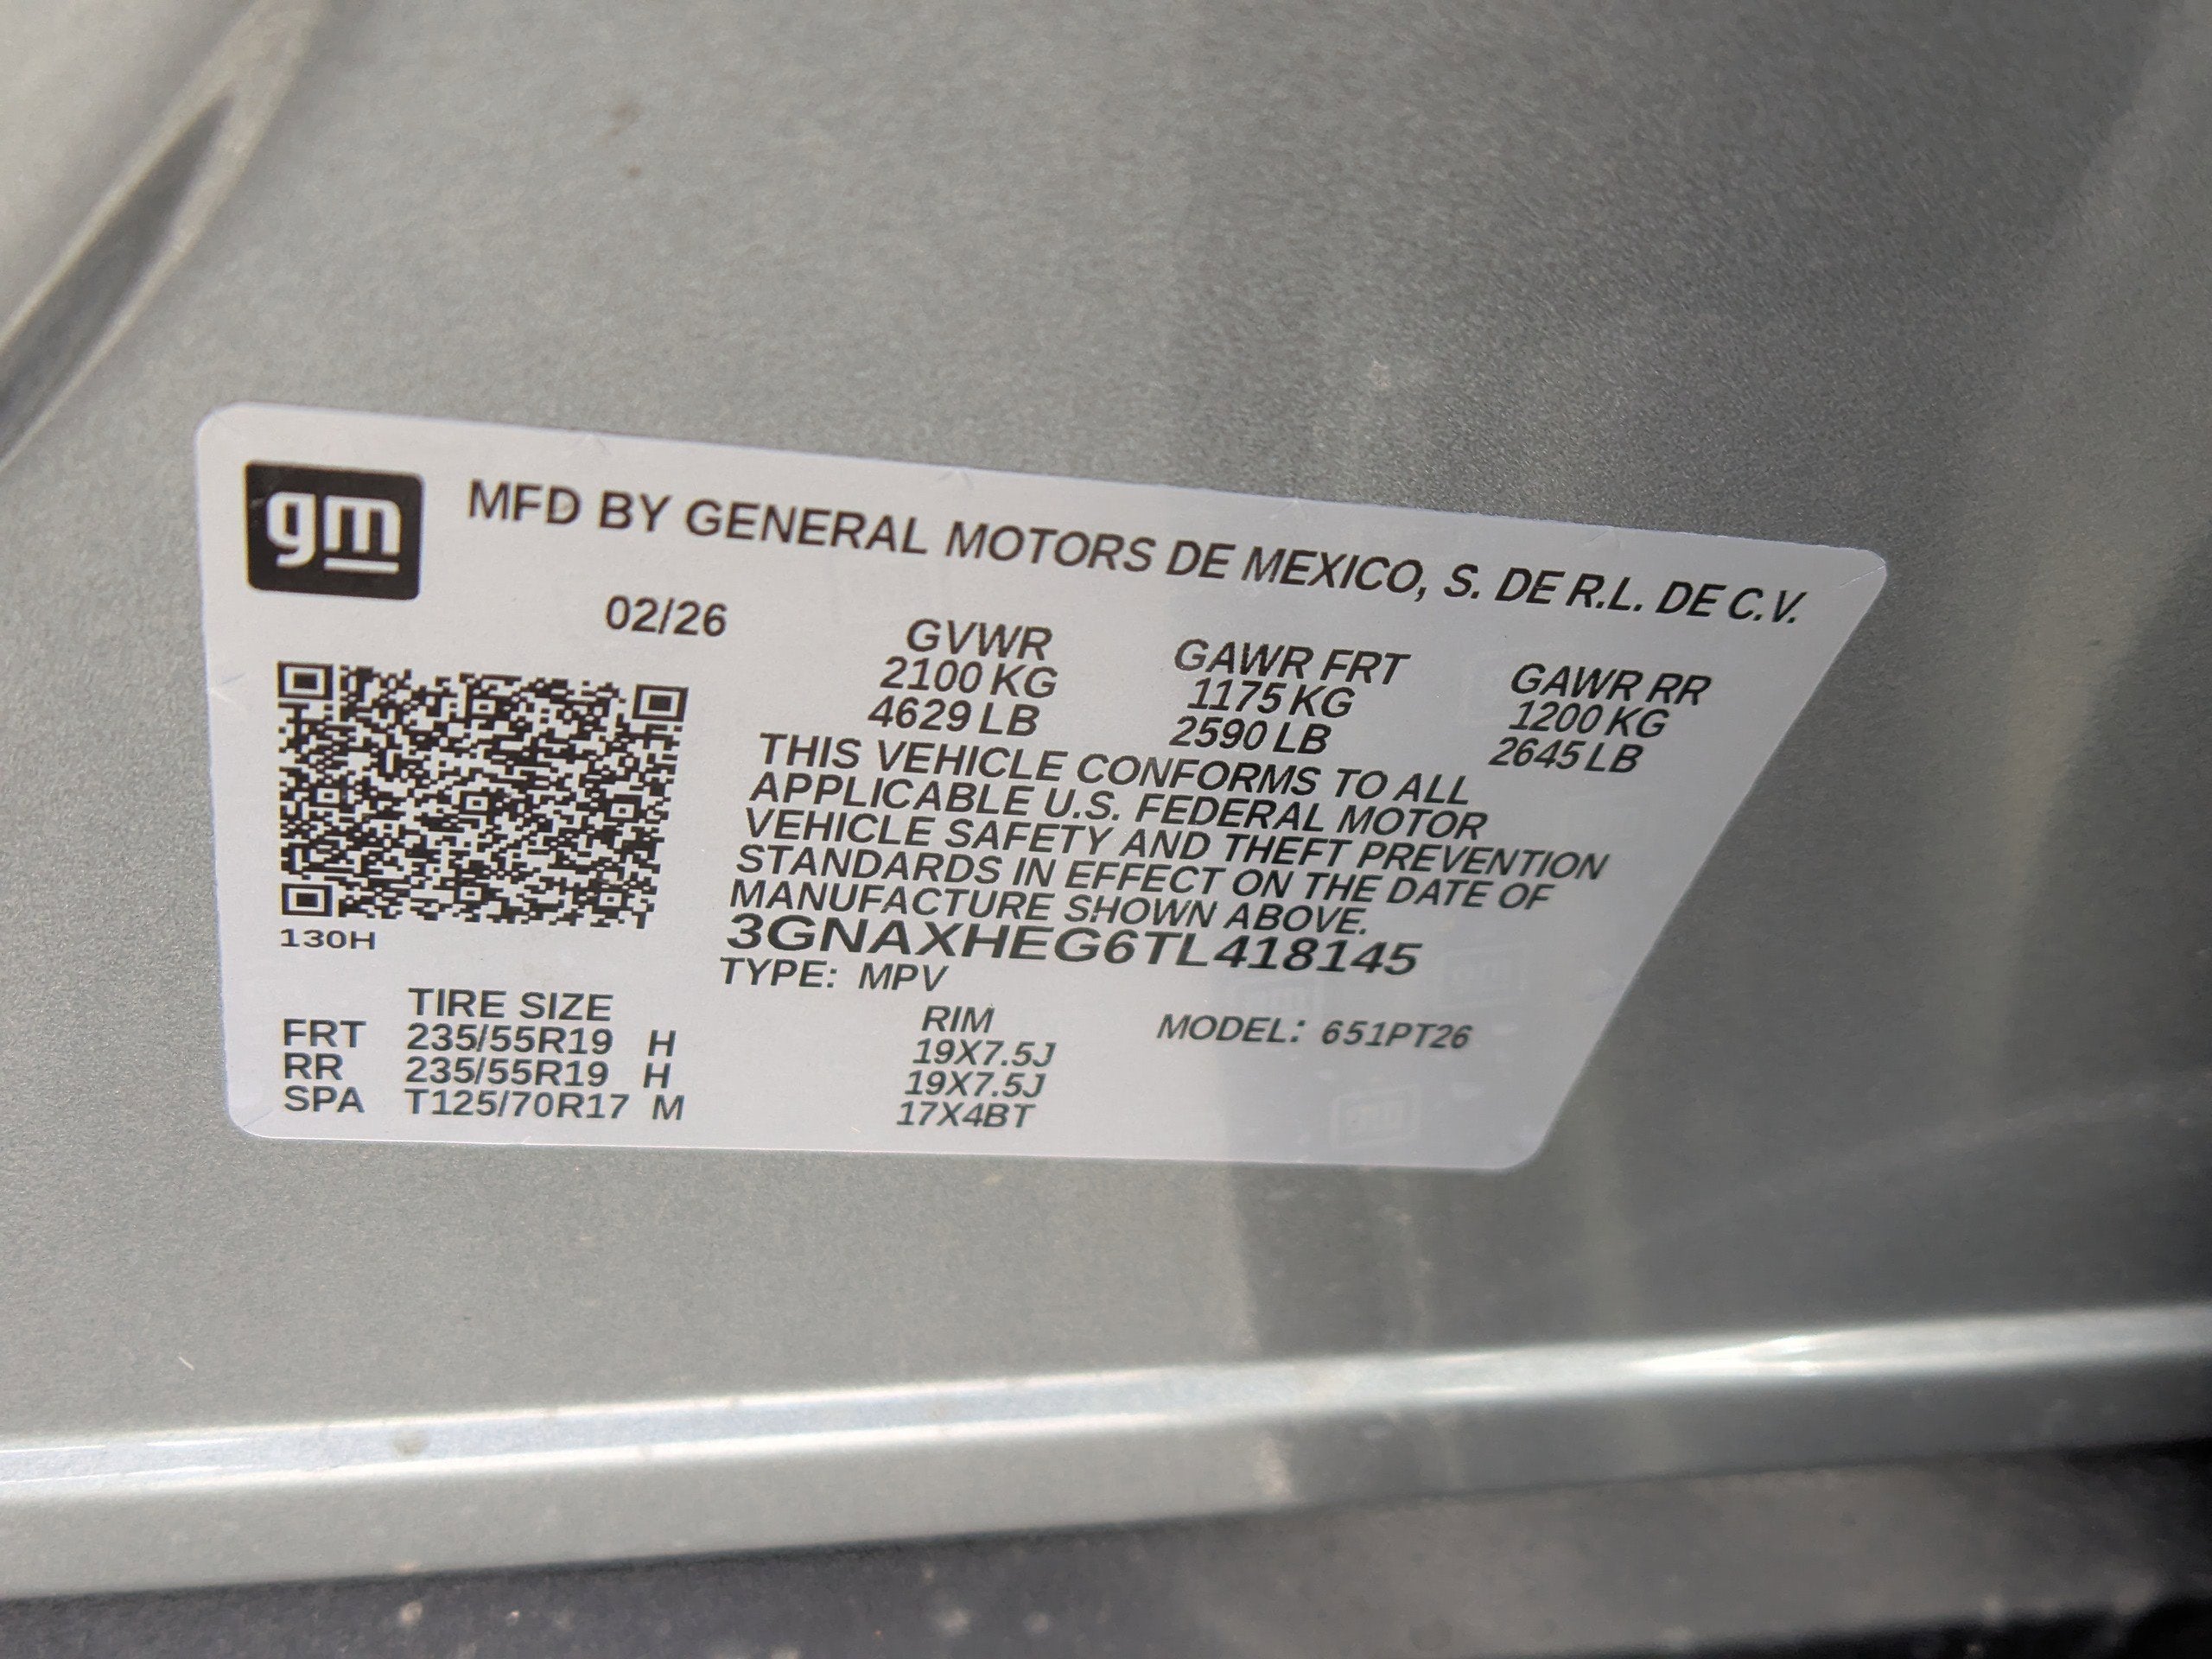 gm
MFD BY GENERAL MOTORS DE MEXICO, S. DE R.L. DE C.V.
02/26
GVWR GAWR FRT GAWR RR
2100 KG 1175 KG 1200 KG
4629 LB 2590 LB 2645 LB
THIS VEHICLE CONFORMS TO ALL
APPLICABLE U.S. FEDERAL MOTOR
VEHICLE SAFETY AND THEFT PREVENTION
STANDARDS IN EFFECT ON THE DATE OF
MANUFACTURE SHOWN ABOVE.
3GNAXHEG6TL418145
130H
TYPE: MPV
TIRE SIZE RIM MODEL: 651PT26
FRT 235/55R19 H 19X7.5J
RR 235/55R19 H 19X7.5J
SPA T125/70R17 M 17X4BT